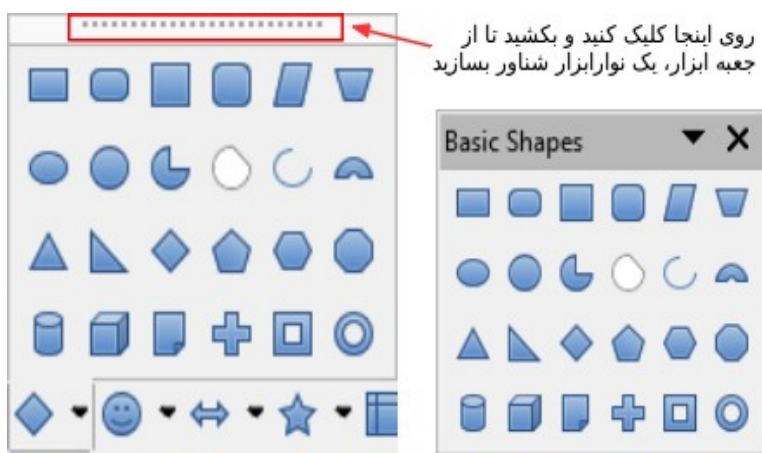 روی اینجا کلیک کنید و بکشید تا از
جعبه ابزار، یک نوارابزار شناور بسازید
Basic Shapes